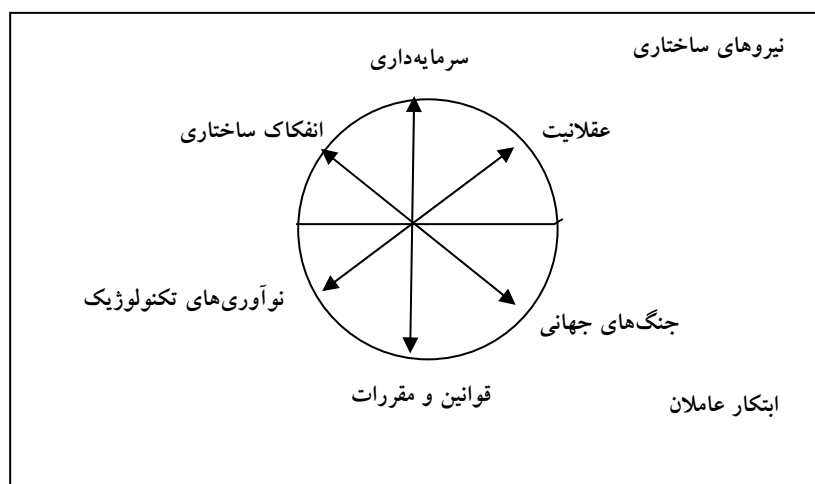 نیروهای ساختاری
سرمایه‌داری
عقلانیت
انفکاک ساختاری
نوآوری‌های تکنولوژیک
جنگ‌های جهانی
قوانین و مقررات
ابتکار عاملان